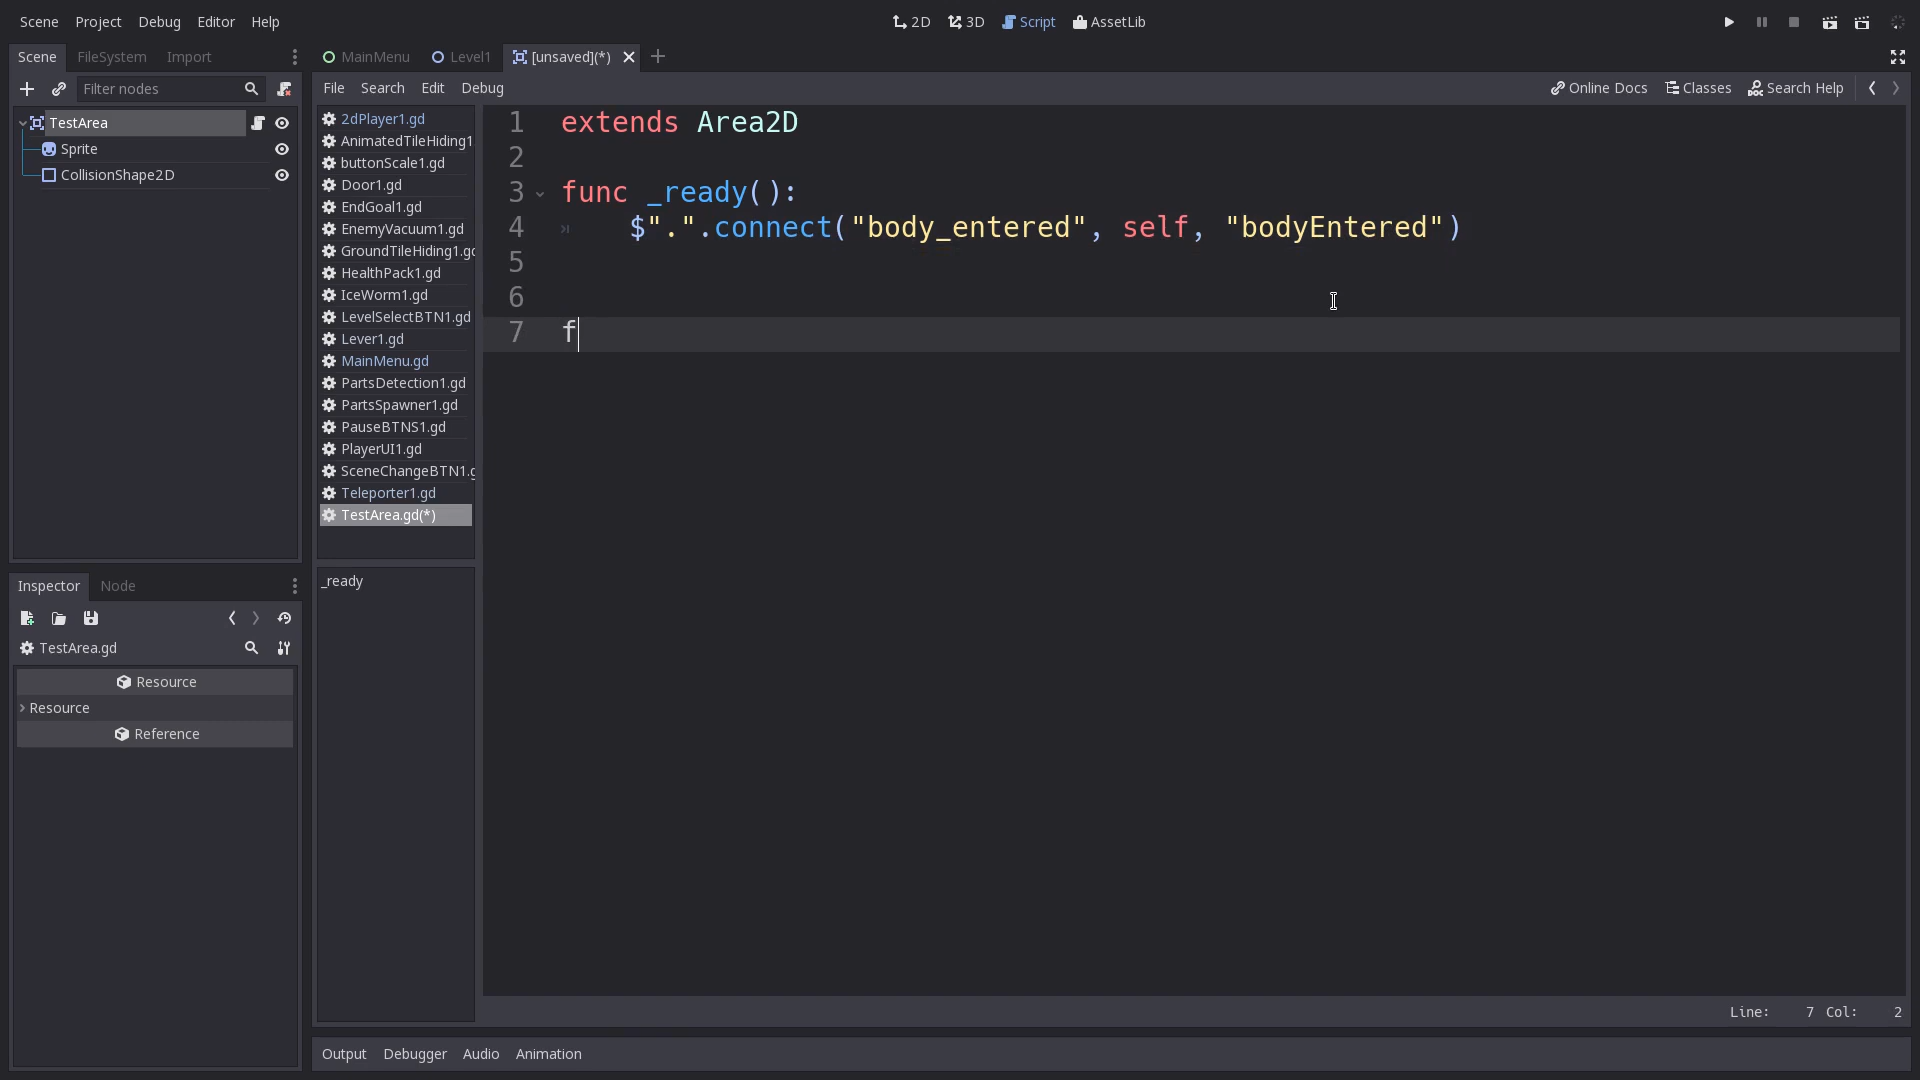 Scene Project Debug Editor Help 2D 3D Script AssetLib
Scene FileSystem Import MainMenu Level1 [unsaved](*)
Filter nodes File Search Edit Debug Online Docs Classes Search Help
TestArea
Sprite
CollisionShape2D
2dPlayer1.gd
AnimatedTileHiding1
buttonScale1.gd
Door1.gd
EndGoal1.gd
EnemyVacuum1.gd
GroundTileHiding1.gd
HealthPack1.gd
IceWorm1.gd
LevelSelectBTN1.gd
Lever1.gd
MainMenu.gd
PartsDetection1.gd
PartsSpawner1.gd
PauseBTNS1.gd
PlayerUI1.gd
SceneChangeBTN1.g
Teleporter1.gd
TestArea.gd(*)
_ready
1 extends Area2D
2
3 func _ready():
4 $".".connect("body_entered", self, "bodyEntered")
5
6
7 f
Inspector Node
TestArea.gd
Resource
Resource
Reference
Line: 7 Col: 2
Output Debugger Audio Animation